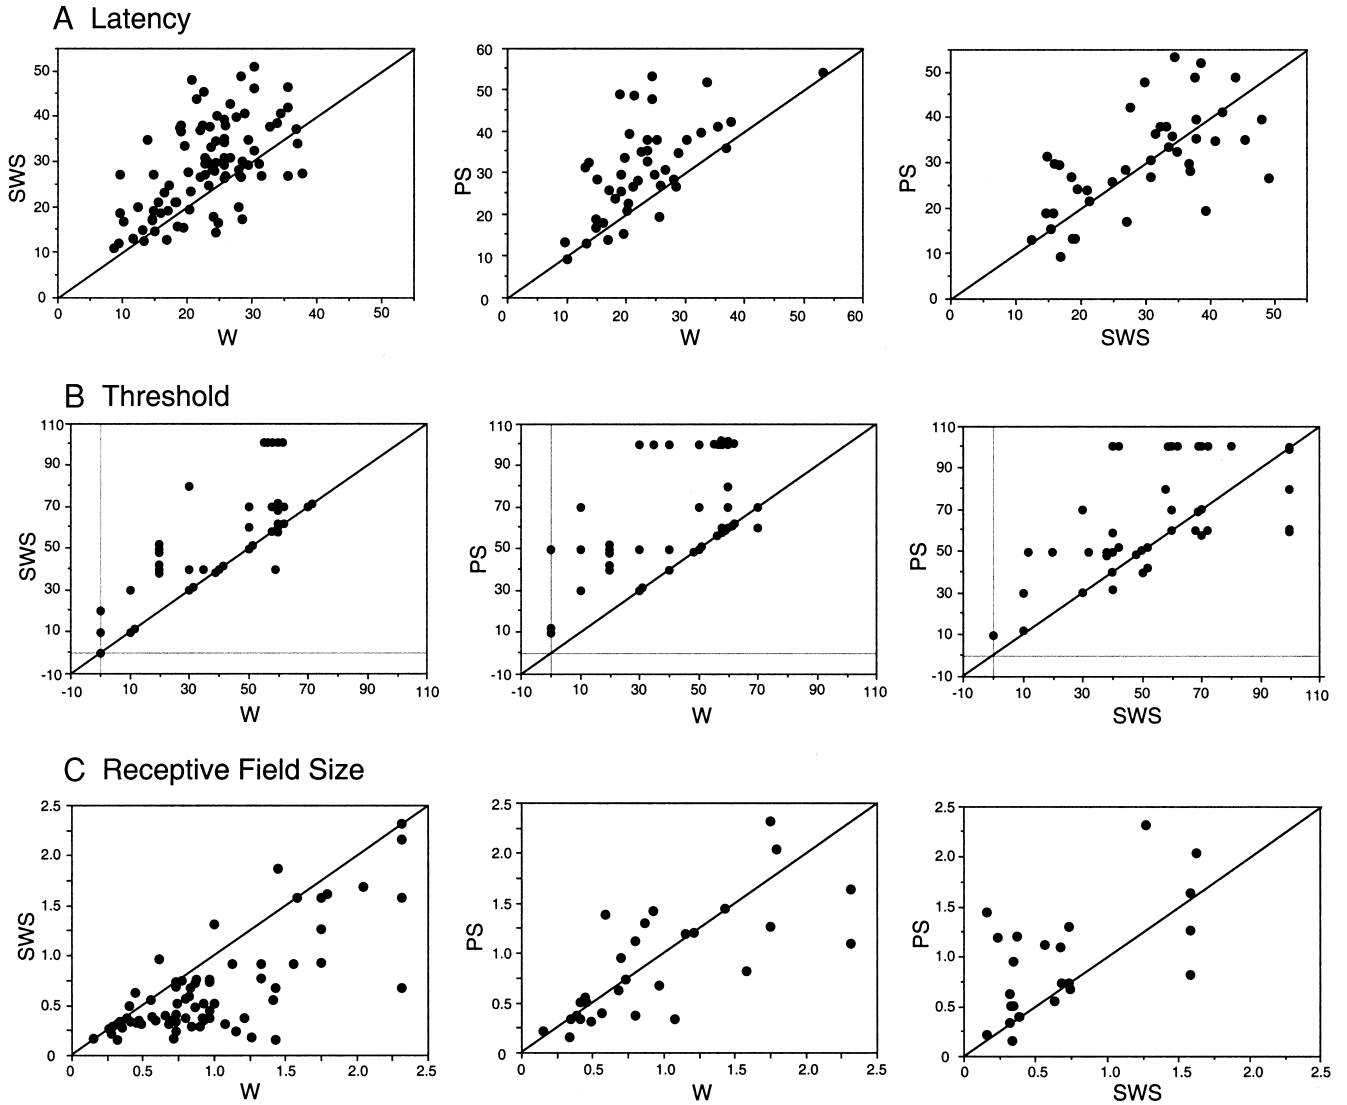 A Latency
50
40
30
20
10
0
SWS
0 10 20 30 40 50
W
60
50
40
30
20
10
0
PS
0 10 20 30 40 50 60
W
50
40
30
20
10
0
PS
0 10 20 30 40 50
SWS
B Threshold
110
90
70
50
30
10
-10
SWS
-10 10 30 50 70 90 110
W
110
90
70
50
30
10
-10
PS
-10 10 30 50 70 90 110
W
110
90
70
50
30
10
-10
PS
-10 10 30 50 70 90 110
SWS
C Receptive Field Size
2.5
2.0
1.5
1.0
0.5
0
SWS
0 0.5 1.0 1.5 2.0 2.5
W
2.5
2.0
1.5
1.0
0.5
0
PS
0 0.5 1.0 1.5 2.0 2.5
W
2.5
2.0
1.5
1.0
0.5
0
PS
0 0.5 1.0 1.5 2.0 2.5
SWS